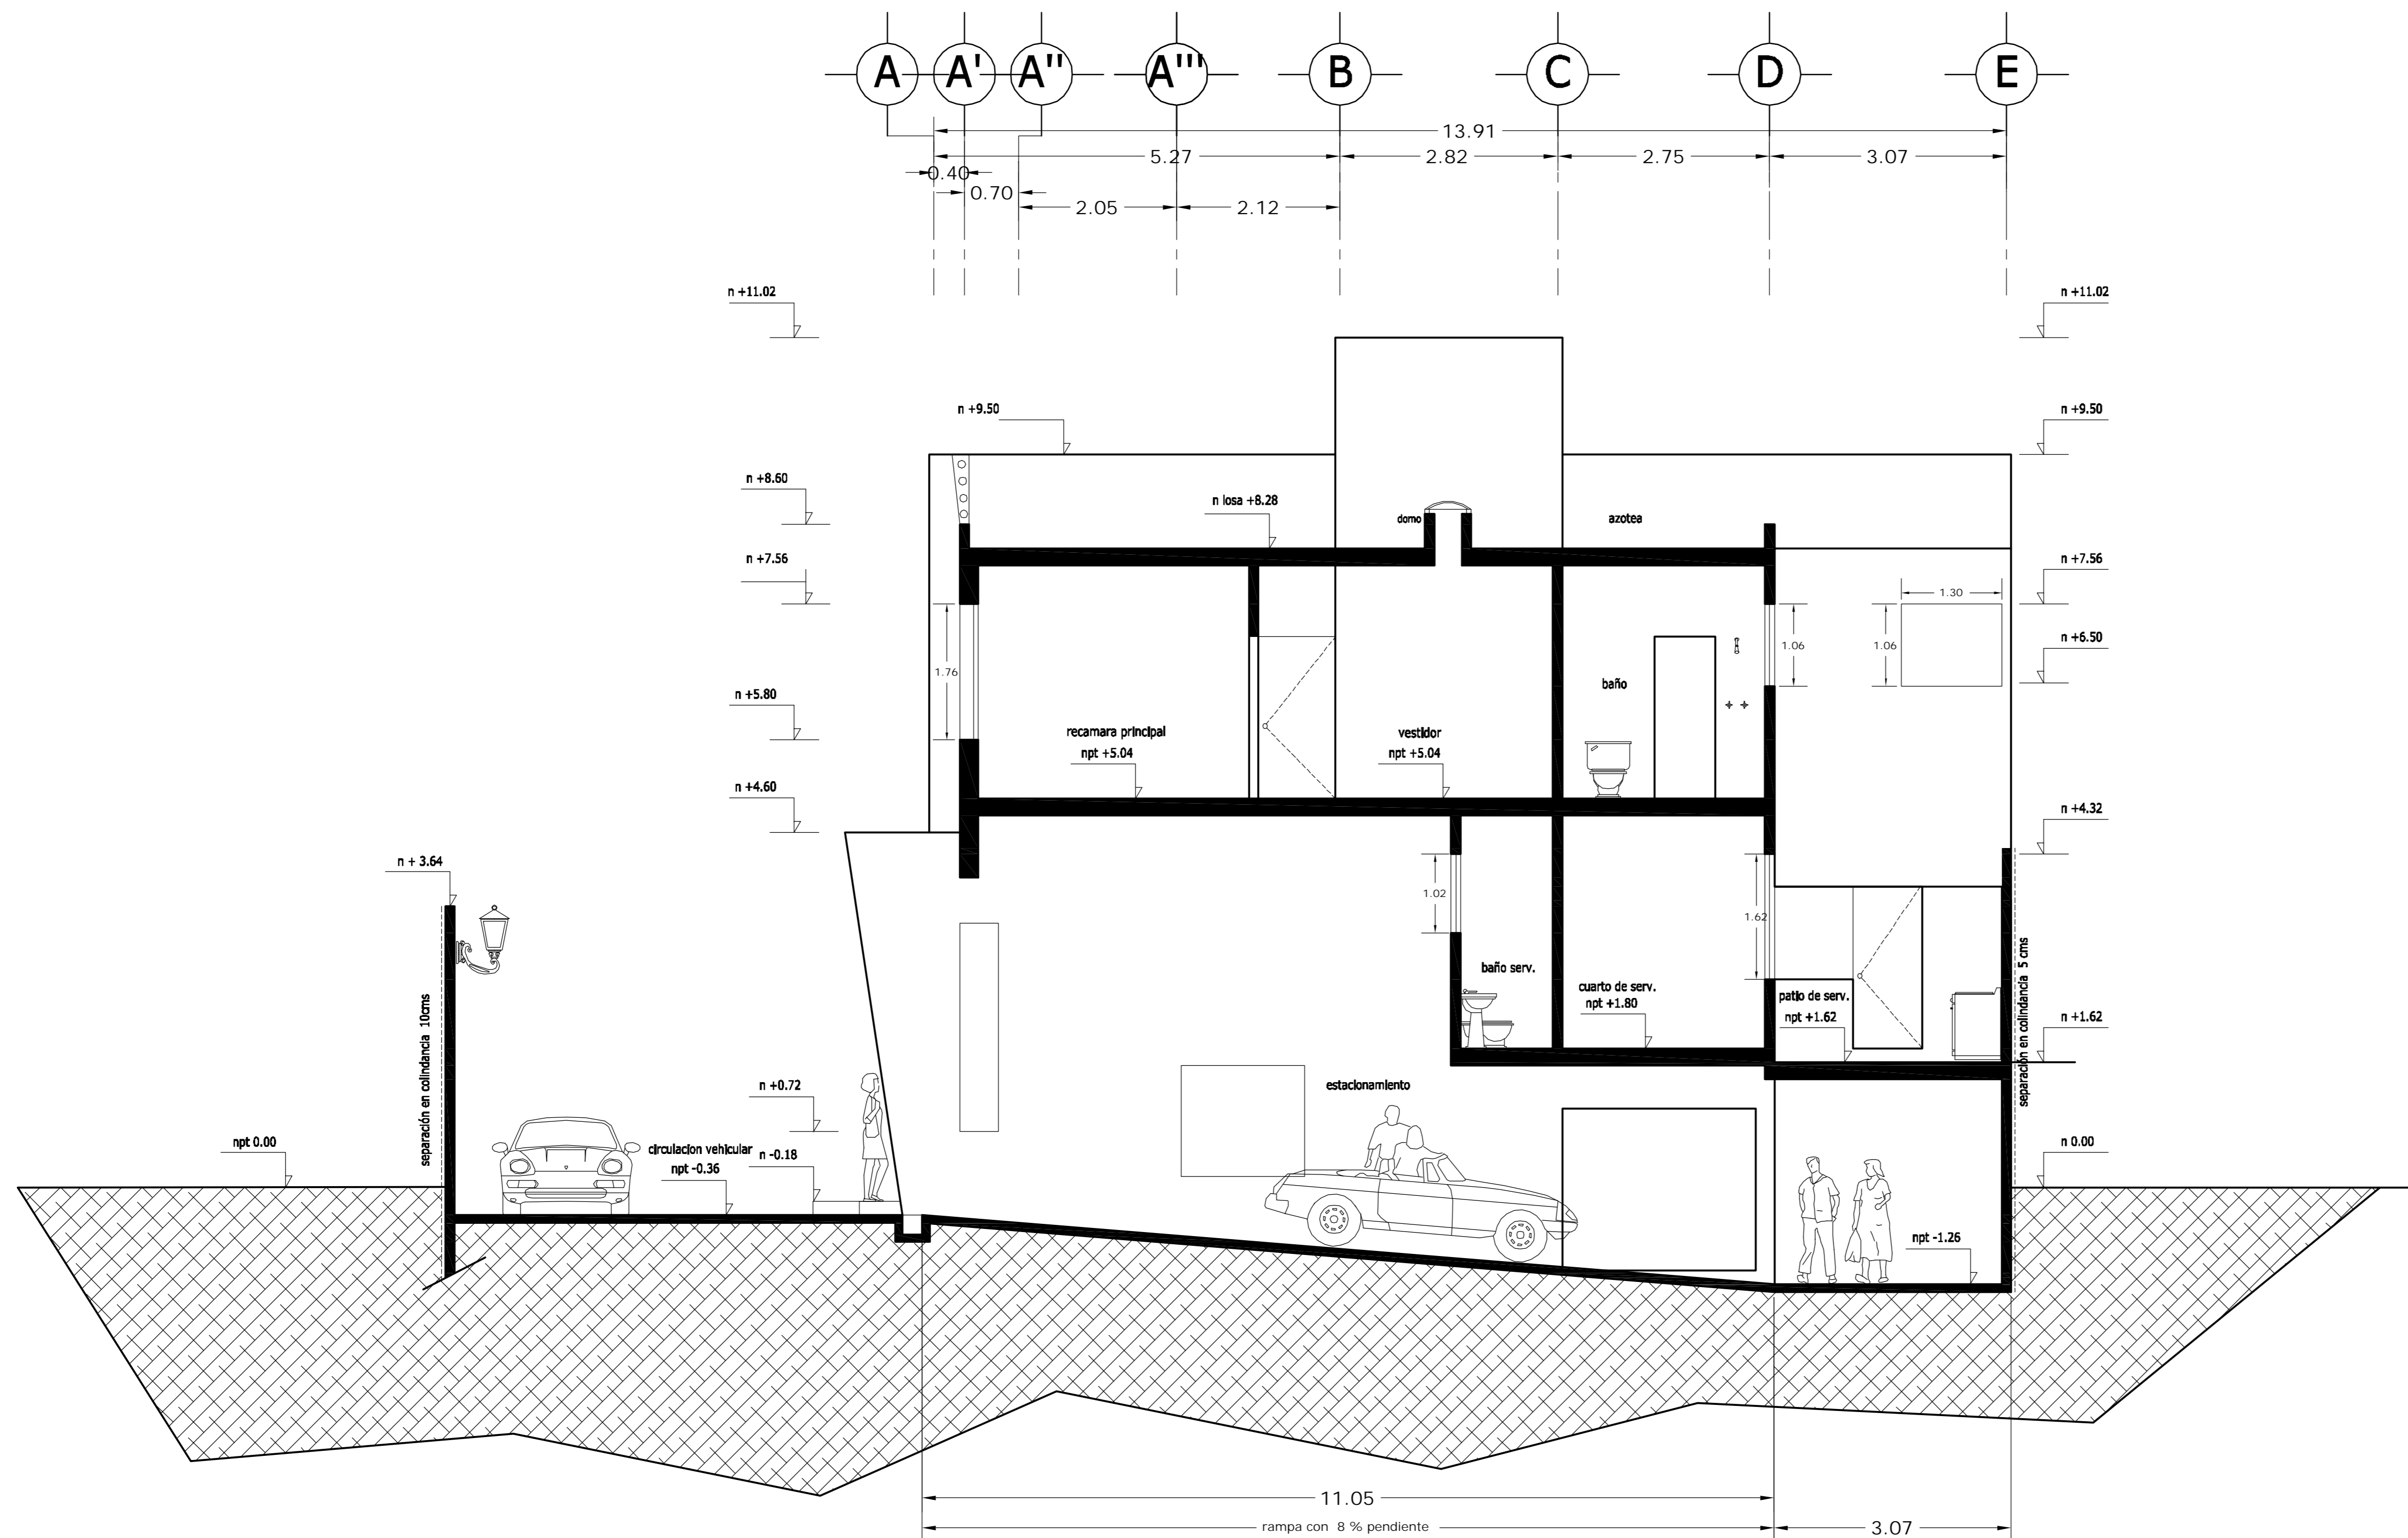 A A' A'' A''' B C D E
13.91
5.27 2.82 2.75 3.07
0.40
0.70
2.05 2.12
n +11.02
n +11.02
n +9.50
n +9.50
n +8.60
n losa +8.28
domo
azotea
n +7.56
n +7.56
1.30
1.76
1.06
1.06
n +6.50
n +5.80
baño
recamara principal
npt +5.04
vestidor
npt +5.04
n +4.60
n +4.32
n + 3.64
1.02
1.62
baño serv.
cuarto de serv.
npt +1.80
patio de serv.
npt +1.62
n +1.62
separación en colindancia 10cms
separación en colindancia 5 cms
n +0.72
estacionamiento
npt 0.00
circulacion vehicular
npt -0.36
n -0.18
n 0.00
npt -1.26
11.05
rampa con 8 % pendiente
3.07